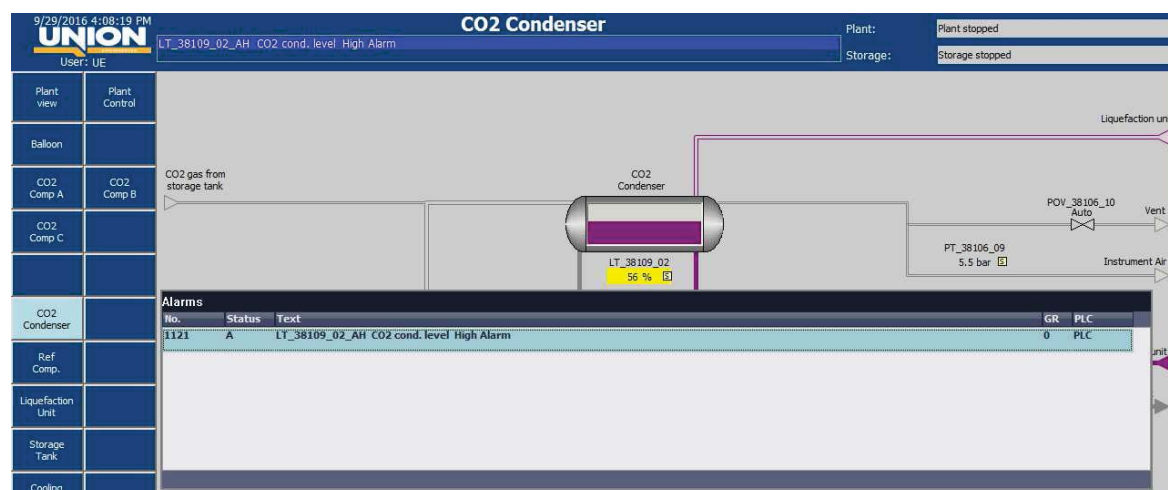 9/29/2016 4:08:19 PM
UNION
User: UE
CO2 Condenser
LT_38109_02_AH CO2 cond. level High Alarm
Plant: Plant stopped
Storage: Storage stopped
Plant view
Plant Control
Balloon
CO2 Comp A
CO2 Comp B
CO2 Comp C
CO2 Condenser
Ref Comp.
Liquefaction Unit
Storage Tank
Cooling
Liquefaction un
CO2 gas from
storage tank
CO2
Condenser
POV_38106_10
Auto
Vent
PT_38106_09
5.5 bar S
Instrument Air
LT_38109_02
56 % S
Alarms
No. Status Text GR PLC
1121 A LT_38109_02_AH CO2 cond. level High Alarm 0 PLC
unit